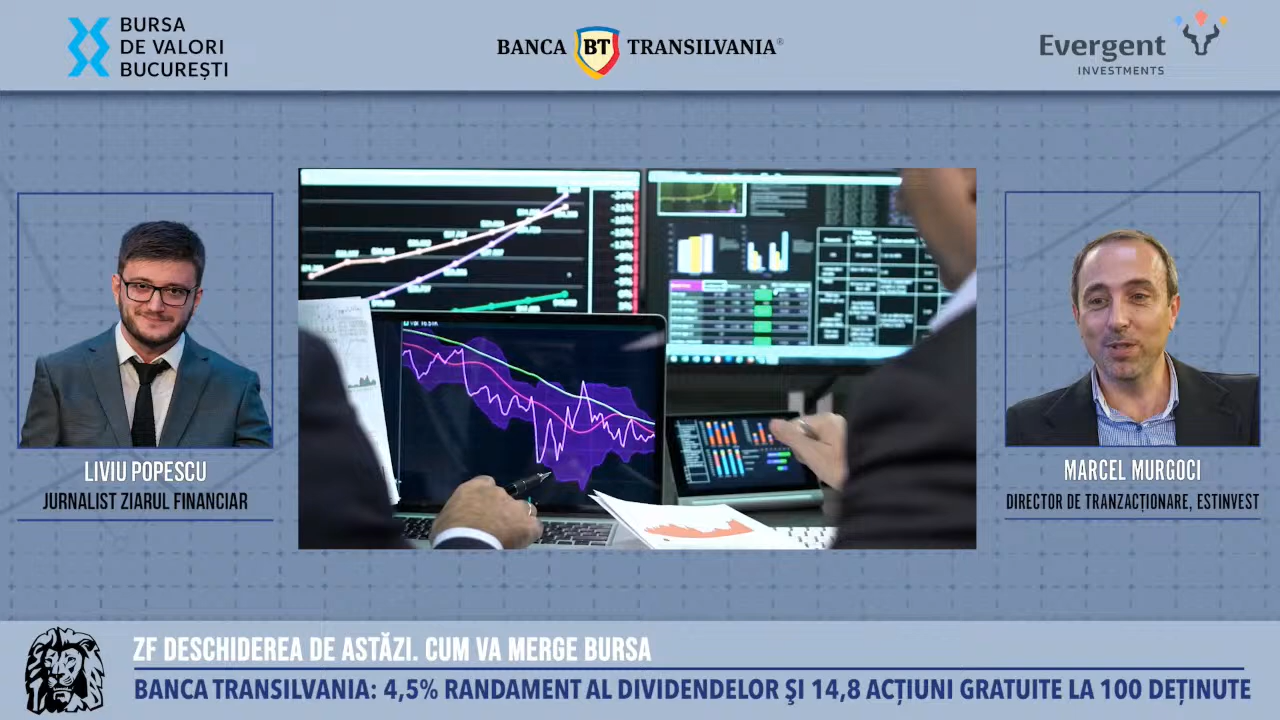 BURSA
DE VALORI
BUCUREȘTI
BANCA BT TRANSILVANIA®
Evergent
INVESTMENTS
LIVIU POPESCU
JURNALIST ZIARUL FINANCIAR
MARCEL MURGOCI
DIRECTOR DE TRANZACȚIONARE, ESTINVEST
ZF DESCHIDEREA DE ASTĂZI. CUM VA MERGE BURSA
BANCA TRANSILVANIA: 4,5% RANDAMENT AL DIVIDENDELOR ŞI 14,8 ACȚIUNI GRATUITE LA 100 DEȚINUTE